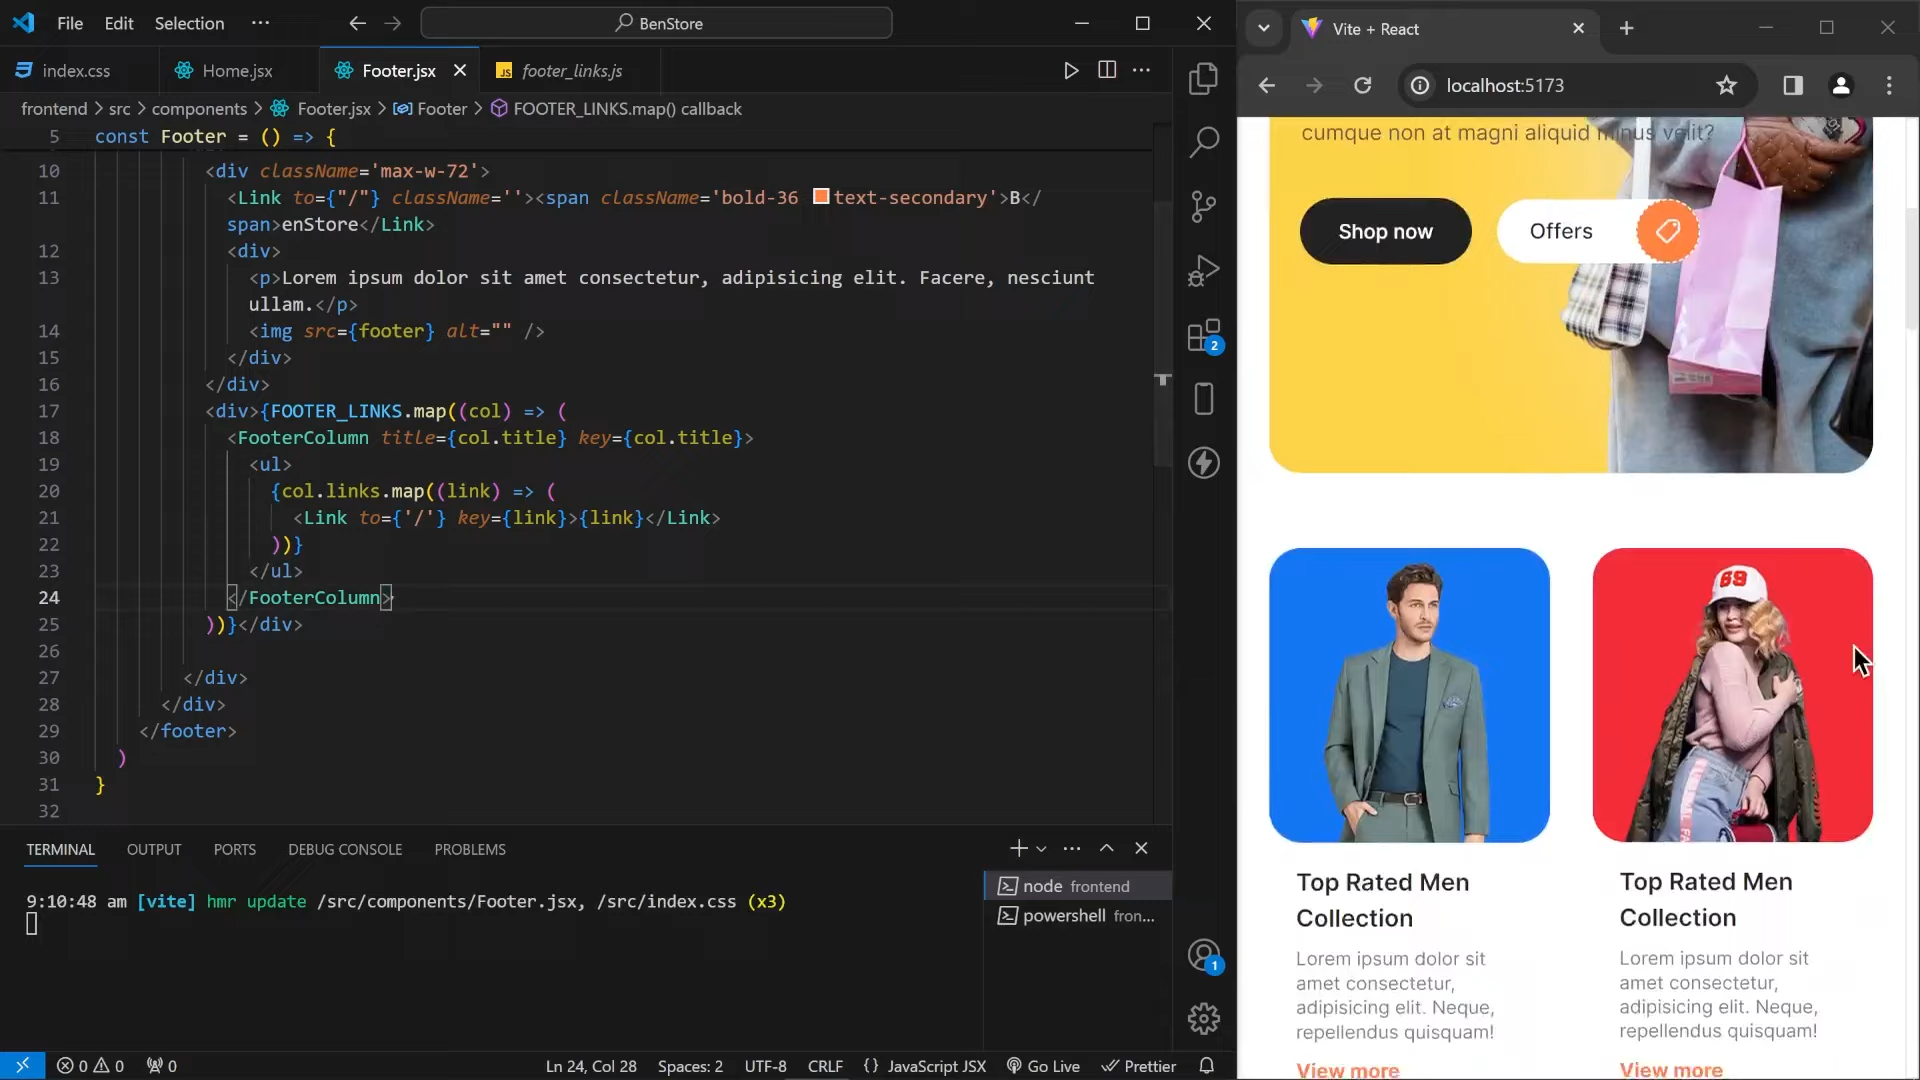 File Edit Selection ··· BenStore
index.css Home.jsx Footer.jsx JS footer_links.js
frontend > src > components > Footer.jsx > Footer > FOOTER_LINKS.map() callback
5 const Footer = () => {
10 <div className='max-w-72'>
11 <Link to={"/"} className=''><span className='bold-36 text-secondary'>B</
span>enStore</Link>
12 <div>
13 <p>Lorem ipsum dolor sit amet consectetur, adipisicing elit. Facere, nesciunt
ullam.</p>
14 <img src={footer} alt="" />
15 </div>
16 </div>
17 <div>{FOOTER_LINKS.map((col) => (
18 <FooterColumn title={col.title} key={col.title}>
19 <ul>
20 {col.links.map((link) => (
21 <Link to={'/'} key={link}>{link}</Link>
22 ))}
23 </ul>
24 </FooterColumn>
25 ))}</div>
26
27 </div>
28 </div>
29 </footer>
30 )
31 }
32
TERMINAL OUTPUT PORTS DEBUG CONSOLE PROBLEMS
9:10:48 am [vite] hmr update /src/components/Footer.jsx, /src/index.css (x3)
node frontend
powershell fron...
2
1
0 0 0 Ln 24, Col 28 Spaces: 2 UTF-8 CRLF {} JavaScript JSX Go Live Prettier
Vite + React
localhost:5173
cumque non at magni aliquid minus velit?
Shop now
Offers
69
Top Rated Men
Collection
Lorem ipsum dolor sit
amet consectetur,
adipisicing elit. Neque,
repellendus quisquam!
View more
Top Rated Men
Collection
Lorem ipsum dolor sit
amet consectetur,
adipisicing elit. Neque,
repellendus quisquam!
View more